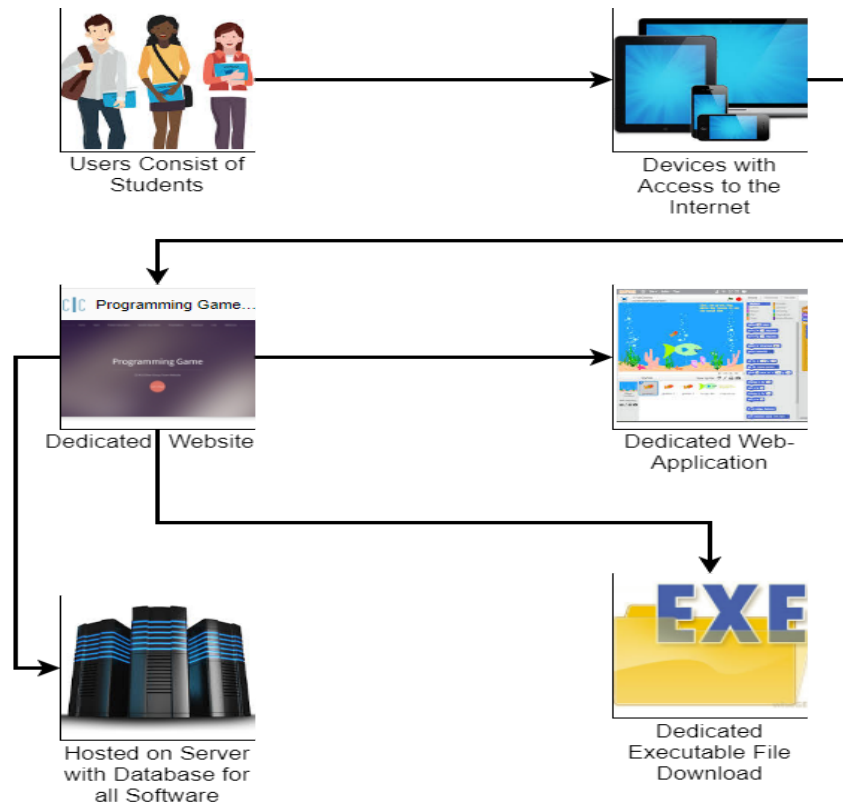 Users Consist of
Students
Devices with
Access to the
Internet
C|C Programming Game...
Programming Game
Dedicated Website
Dedicated Web-
Application
EXE
Hosted on Server
with Database for
all Software
Dedicated
Executable File
Download